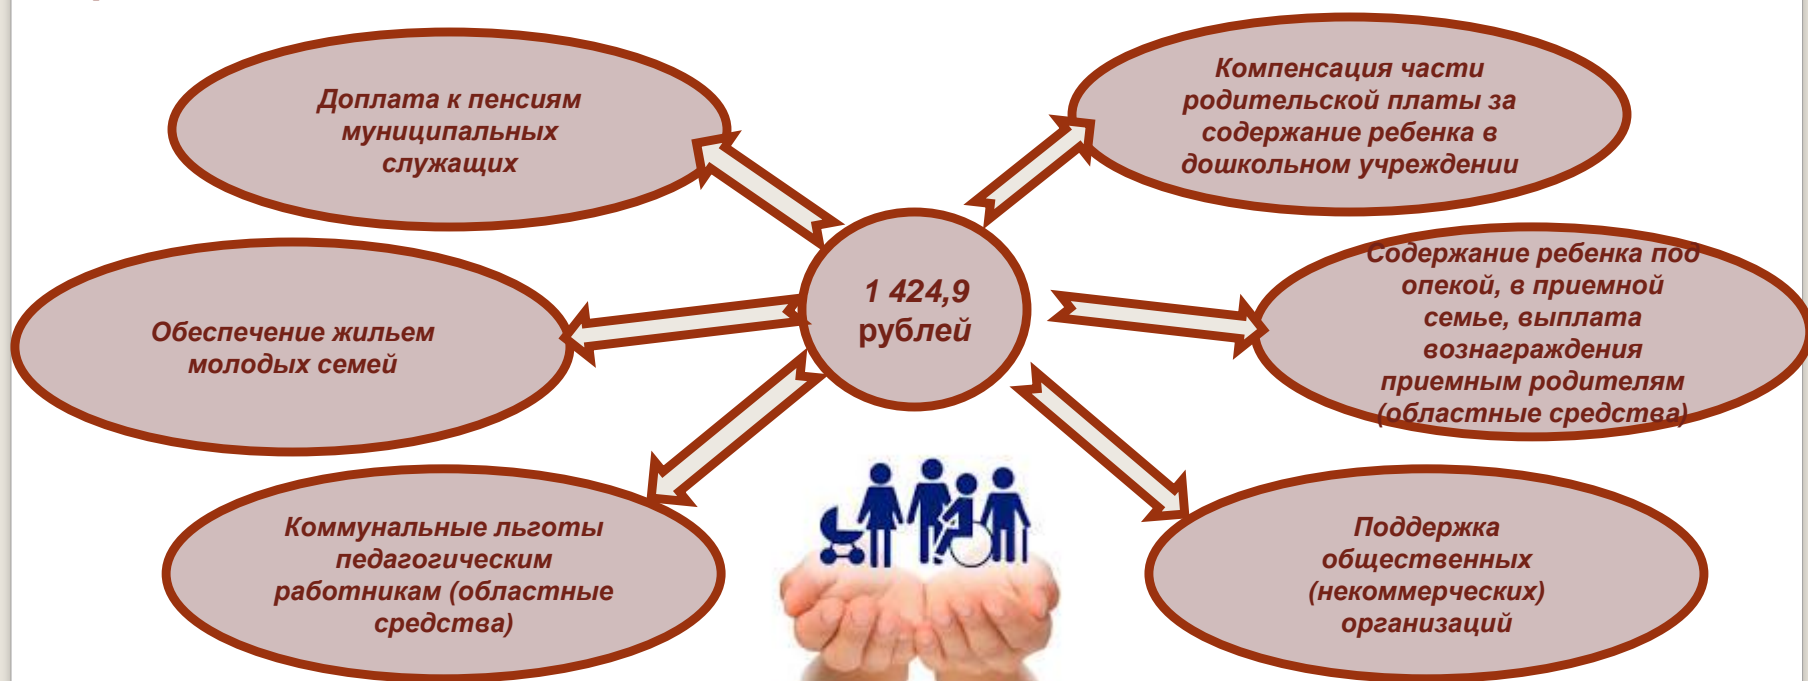 Доплата к пенсиям
муниципальных
служащих
Компенсация части
родительской платы за
содержание ребенка в
дошкольном учреждении
Обеспечение жильем
молодых семей
1 424,9
рублей
Содержание ребенка под
опекой, в приемной
семье, выплата
вознаграждения
приемным родителям
(областные средства)
Коммунальные льготы
педагогическим
работникам (областные
средства)
Поддержка
общественных
(некоммерческих)
организаций